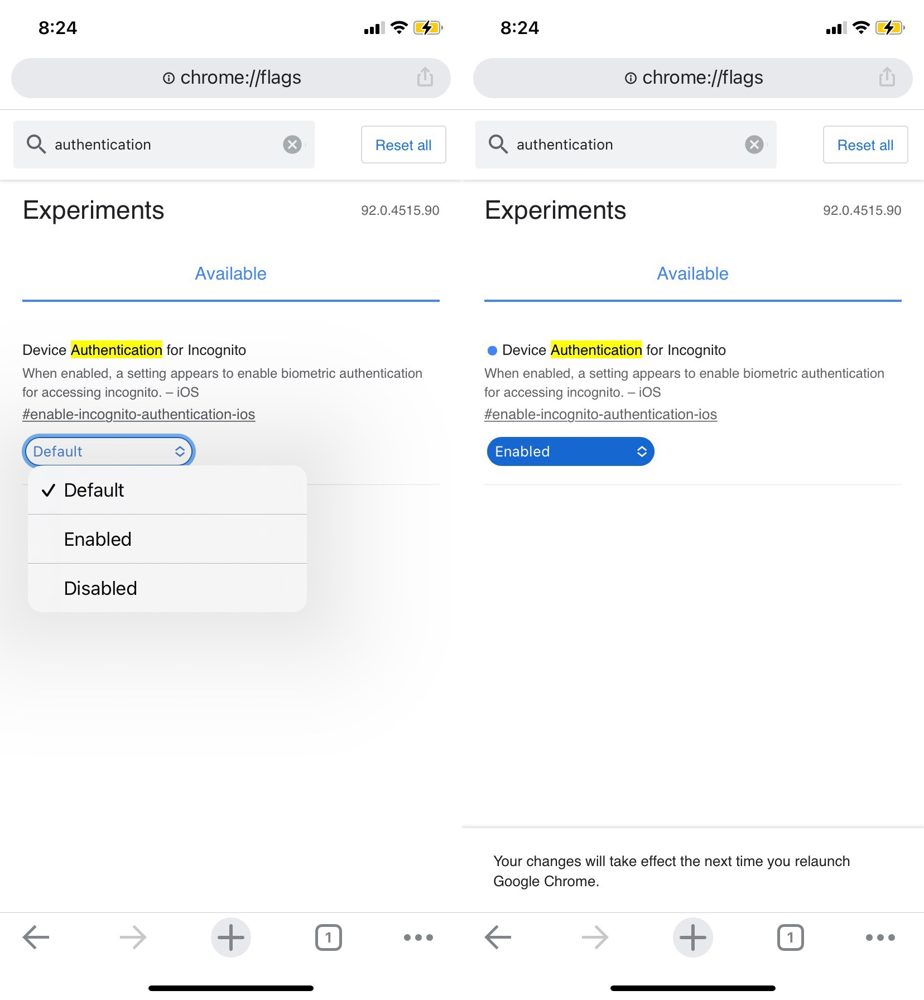 8:24
chrome://flags
authentication
Reset all
Experiments
92.0.4515.90
Available
Device Authentication for Incognito
When enabled, a setting appears to enable biometric authentication
for accessing incognito. – iOS
#enable-incognito-authentication-ios
Default
Default
Enabled
Disabled
1
8:24
chrome://flags
authentication
Reset all
Experiments
92.0.4515.90
Available
Device Authentication for Incognito
When enabled, a setting appears to enable biometric authentication
for accessing incognito. – iOS
#enable-incognito-authentication-ios
Enabled
Your changes will take effect the next time you relaunch
Google Chrome.
1